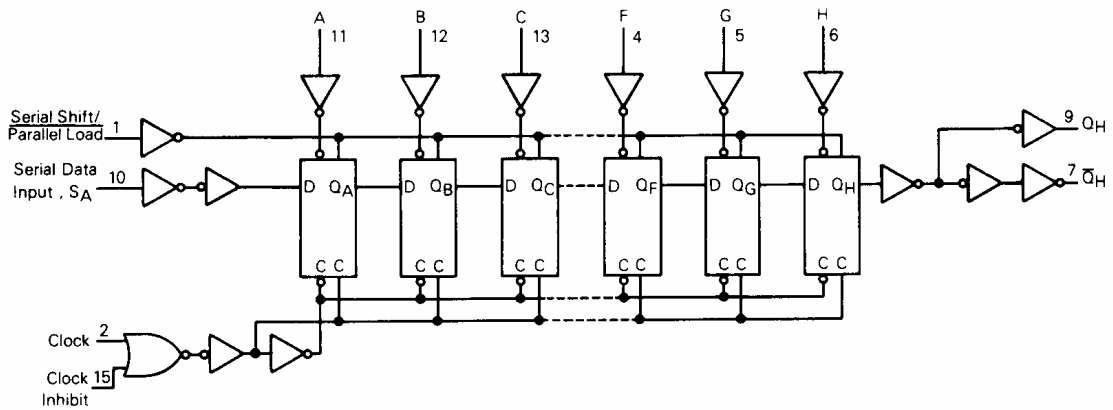 A B C F G H
11 12 13 4 5 6
Serial Shift/
Parallel Load 1
9 QH
Serial Data
Input , SA 10
7 Q̅H
D QA D QB D QC D QF D QG D QH
C C C C C C C C C C C C
Clock 2
Clock 15
Inhibit